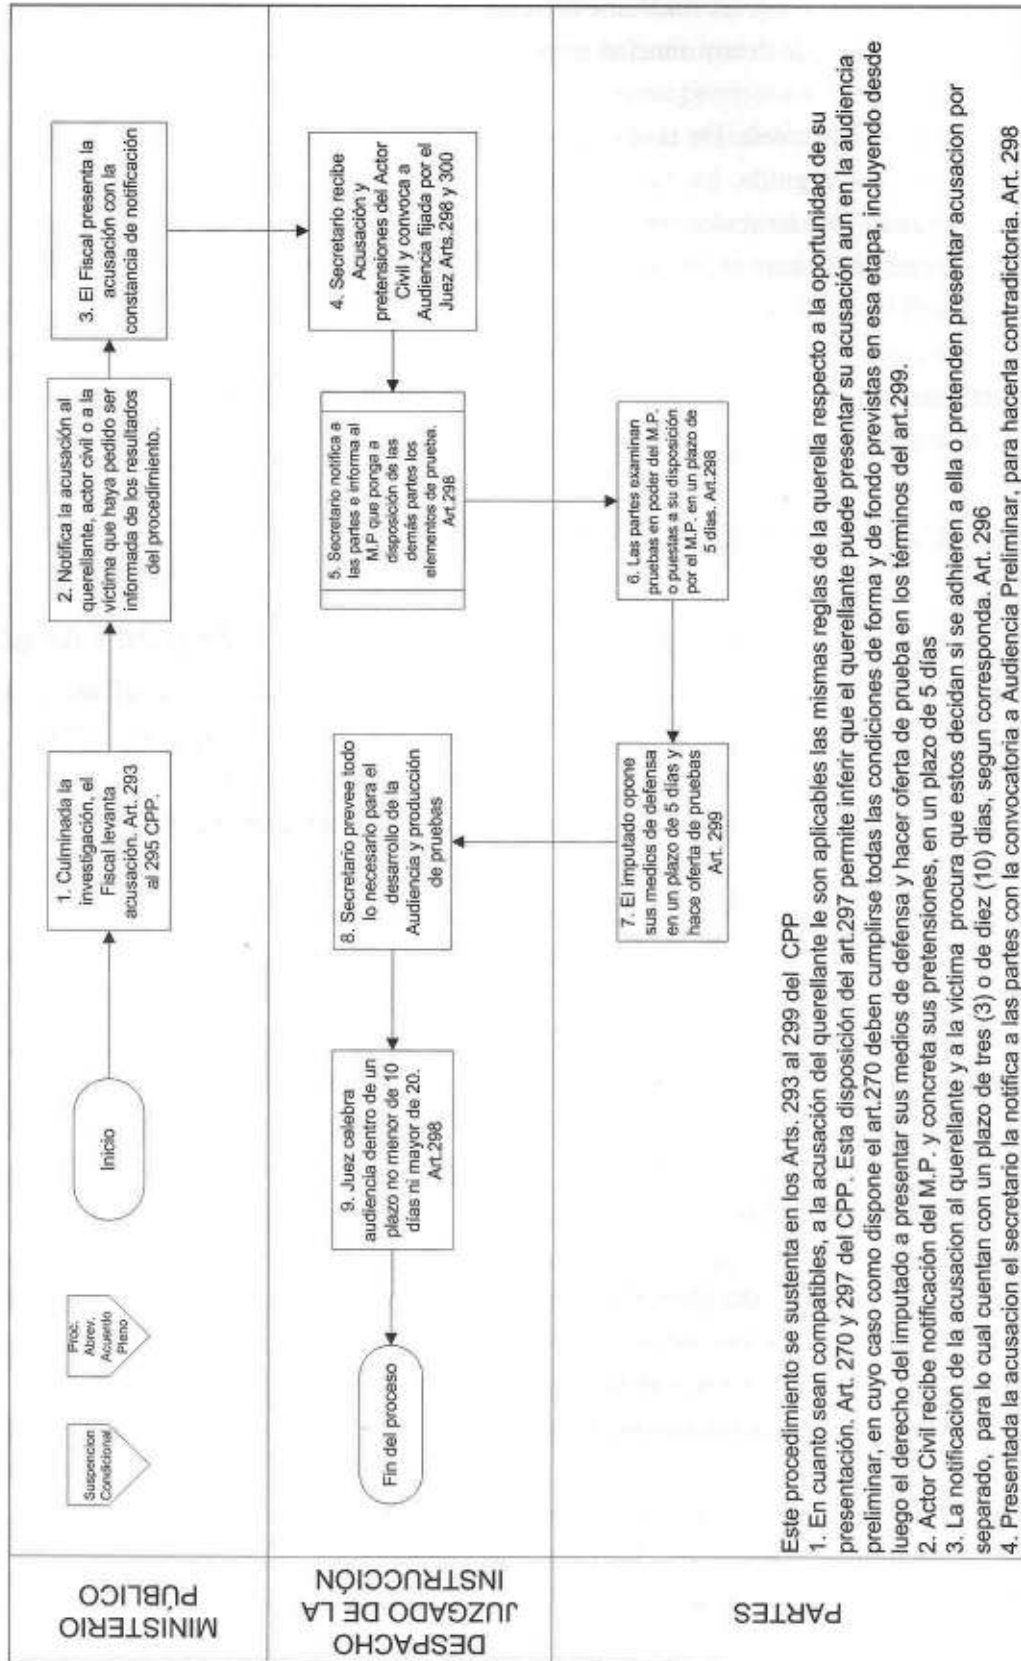 MINISTERIO
PÚBLICO
Suspencion
Condicional
Proc.
Abrev.
Acuerdo
Pleno
Inicio
1. Culminada la
investigación, el
Fiscal levanta
acusación. Art. 293
al 295 CPP.
2. Notifica la acusación al
querellante, actor civil o a la
víctima que haya pedido ser
informada de los resultados
del procedimiento.
3. El Fiscal presenta la
acusación con la
constancia de notificación
DESPACHO
JUZGADO DE LA
INSTRUCCIÓN
4. Secretario recibe
Acusación y
pretensiones del Actor
Civil y convoca a
Audiencia fijada por el
Juez Arts.298 y 300
5. Secretario notifica a
las partes e informa al
M.P que ponga a
disposición de las
demás partes los
elementos de prueba.
Art.298
8. Secretario prevee todo
lo necesario para el
desarrollo de la
Audiencia y producción
de pruebas
9. Juez celebra
audiencia dentro de un
plazo no menor de 10
días ni mayor de 20.
Art.298
Fin del proceso
PARTES
6. Las partes examinan
pruebas en poder del M.P.
o puestas a su disposición
por el M.P. en un plazo de
5 días. Art.298
7. El imputado opone
sus medios de defensa
en un plazo de 5 días y
hace oferta de pruebas
Art. 299
Este procedimiento se sustenta en los Arts. 293 al 299 del CPP
1. En cuanto sean compatibles, a la acusación del querellante le son aplicables las mismas reglas de la querella respecto a la oportunidad de su
presentación. Art. 270 y 297 del CPP. Esta disposición del art.297 permite inferir que el querellante puede presentar su acusación aun en la audiencia
preliminar, en cuyo caso como dispone el art.270 deben cumplirse todas las condiciones de forma y de fondo previstas en esa etapa, incluyendo desde
luego el derecho del imputado a presentar sus medios de defensa y hacer oferta de prueba en los términos del art.299.
2. Actor Civil recibe notificación del M.P. y concreta sus pretensiones, en un plazo de 5 días
3. La notificacion de la acusacion al querellante y a la victima procura que estos decidan si se adhieren a ella o pretenden presentar acusacion por
separado, para lo cual cuentan con un plazo de tres (3) o de diez (10) dias, segun corresponda. Art. 296
4. Presentada la acusacion el secretario la notifica a las partes con la convocatoria a Audiencia Preliminar, para hacerla contradictoria. Art. 298